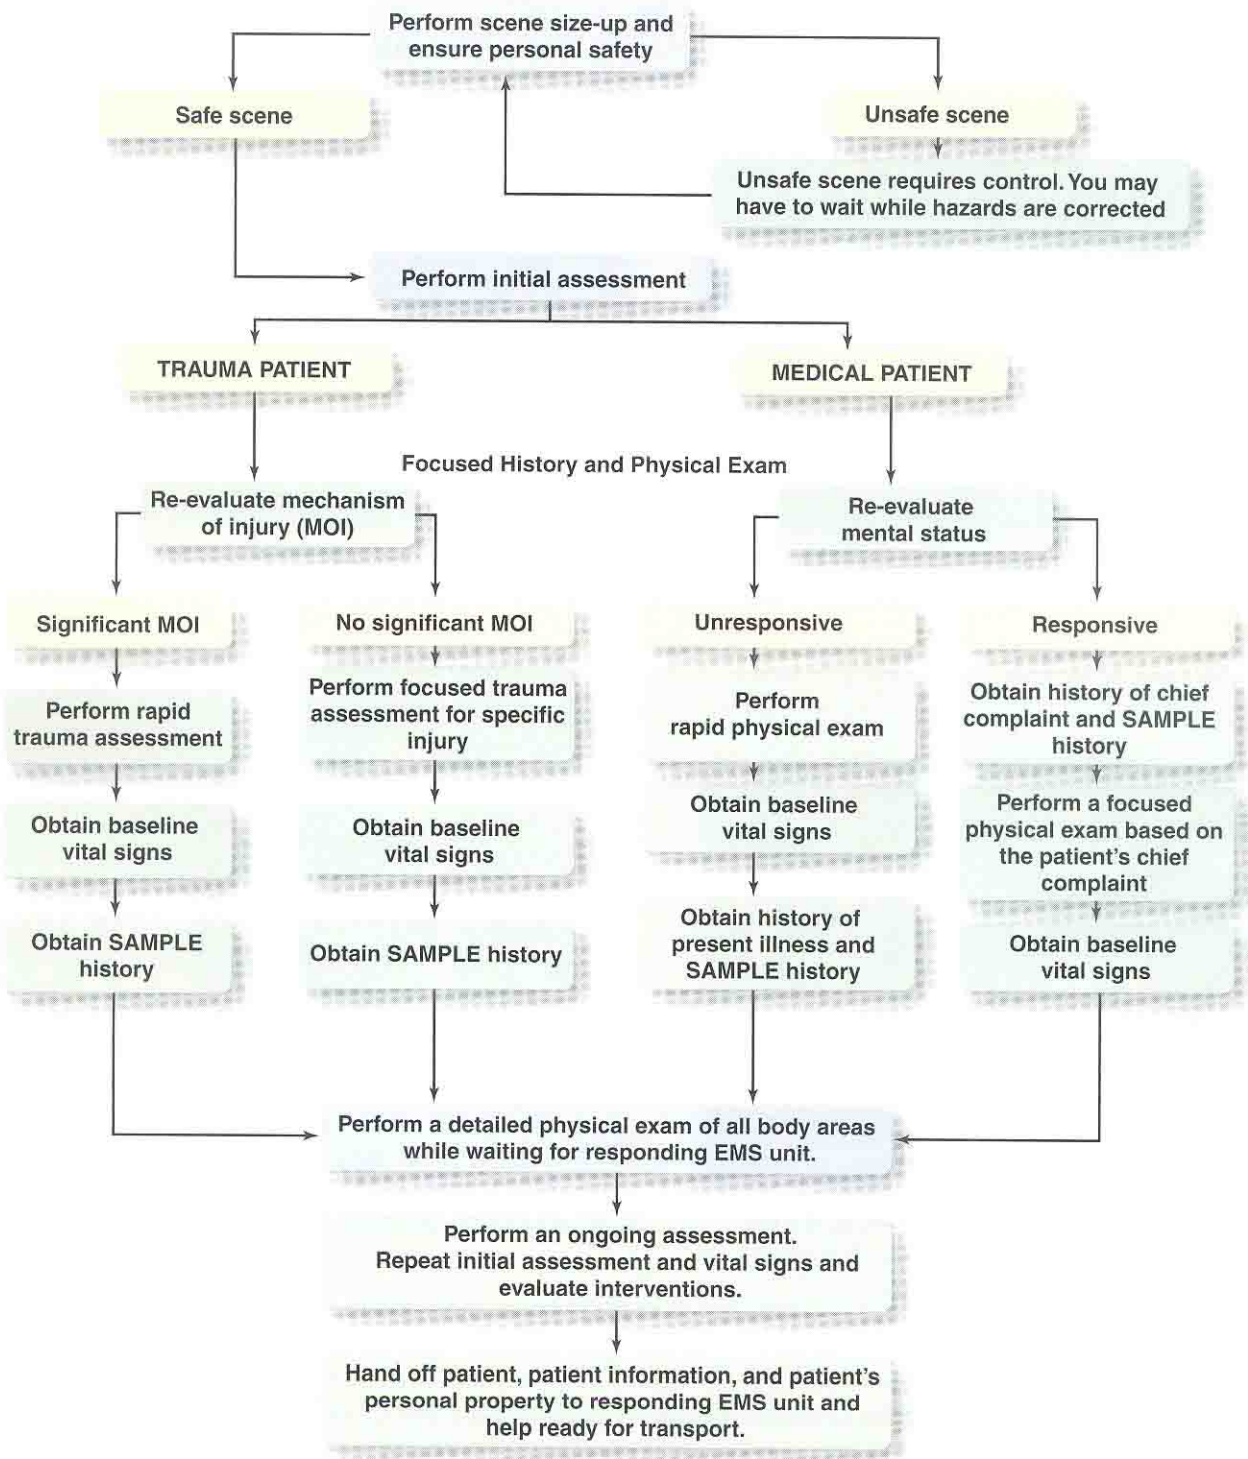 Perform scene size-up and
ensure personal safety
Safe scene
Unsafe scene
Unsafe scene requires control. You may
have to wait while hazards are corrected
Perform initial assessment
TRAUMA PATIENT
MEDICAL PATIENT
Focused History and Physical Exam
Re-evaluate mechanism
of injury (MOI)
Re-evaluate
mental status
Significant MOI
No significant MOI
Unresponsive
Responsive
Perform rapid
trauma assessment
Perform focused trauma
assessment for specific
injury
Perform
rapid physical exam
Obtain history of chief
complaint and SAMPLE
history
Obtain baseline
vital signs
Obtain baseline
vital signs
Obtain baseline
vital signs
Perform a focused
physical exam based on
the patient's chief
complaint
Obtain SAMPLE
history
Obtain SAMPLE history
Obtain history of
present illness and
SAMPLE history
Obtain baseline
vital signs
Perform a detailed physical exam of all body areas
while waiting for responding EMS unit.
Perform an ongoing assessment.
Repeat initial assessment and vital signs and
evaluate interventions.
Hand off patient, patient information, and patient's
personal property to responding EMS unit and
help ready for transport.